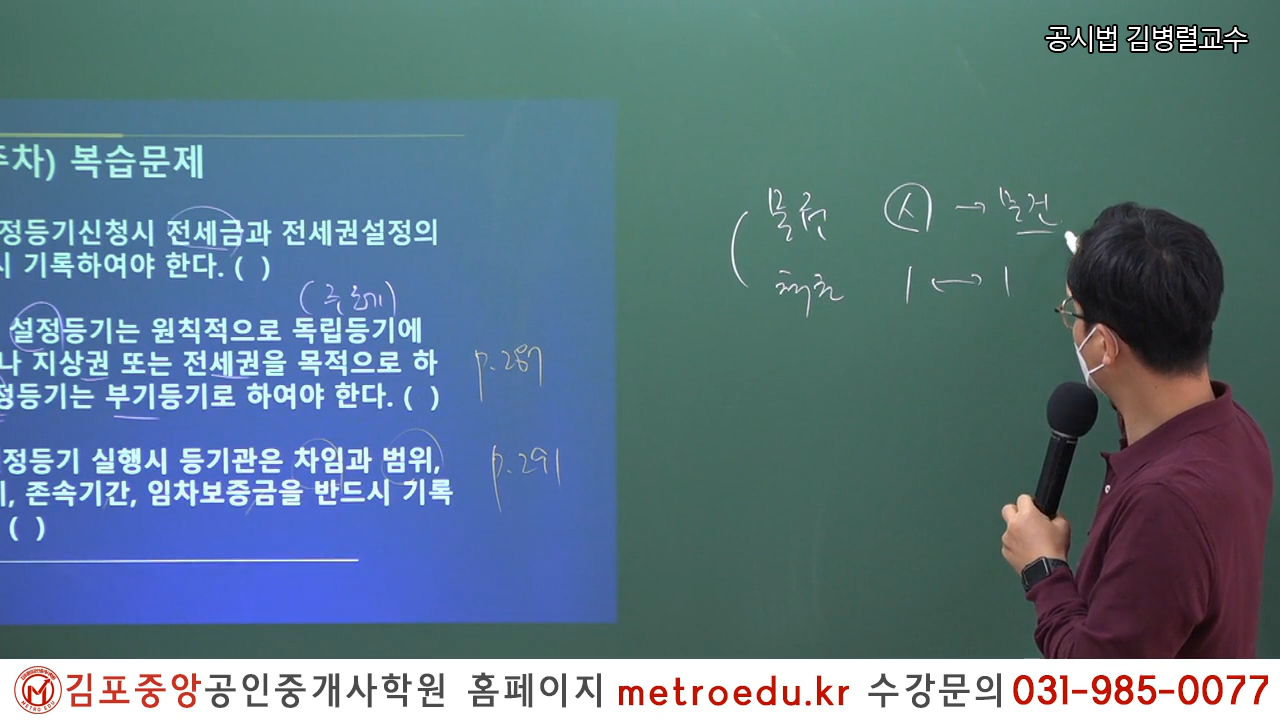 공시법 김병렬교수
주차) 복습문제
정등기신청시 전세금과 전세권설정의
시 기록하여야 한다. ( )
(주의)
설정등기는 원칙적으로 독립등기에
나 지상권 또는 전세권을 목적으로 하
정등기는 부기등기로 하여야 한다. ( )
p.287
정등기 실행시 등기관은 차임과 범위,
기, 존속기간, 임차보증금을 반드시 기록
p.291
( )
물권 사 → 물건
채권 1 ↔ 1
김포중앙공인중개사학원 홈페이지 metroedu.kr 수강문의 031-985-0077
METRO EDU